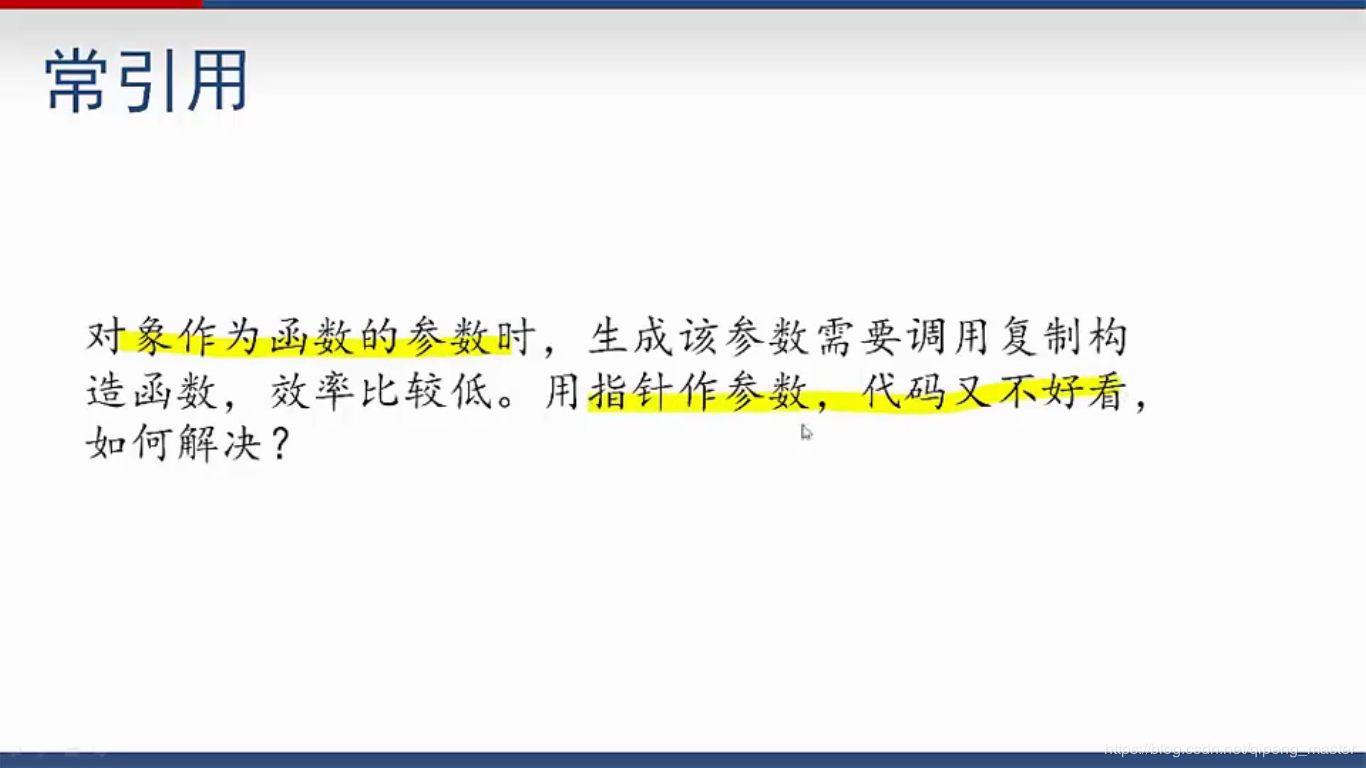 常引用
对象作为函数的参数时，生成该参数需要调用复制构
造函数，效率比较低。用指针作参数，代码又不好看，
如何解决？
https://blog.csdn.net/qipeng_master